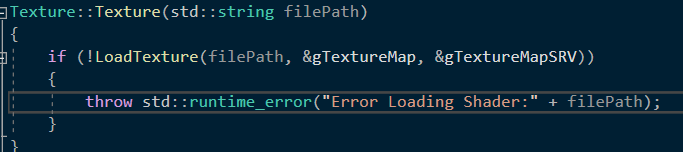 Texture::Texture(std::string filePath)
{
if (!LoadTexture(filePath, &gTextureMap, &gTextureMapSRV))
{
throw std::runtime_error("Error Loading Shader:" + filePath);
}
}